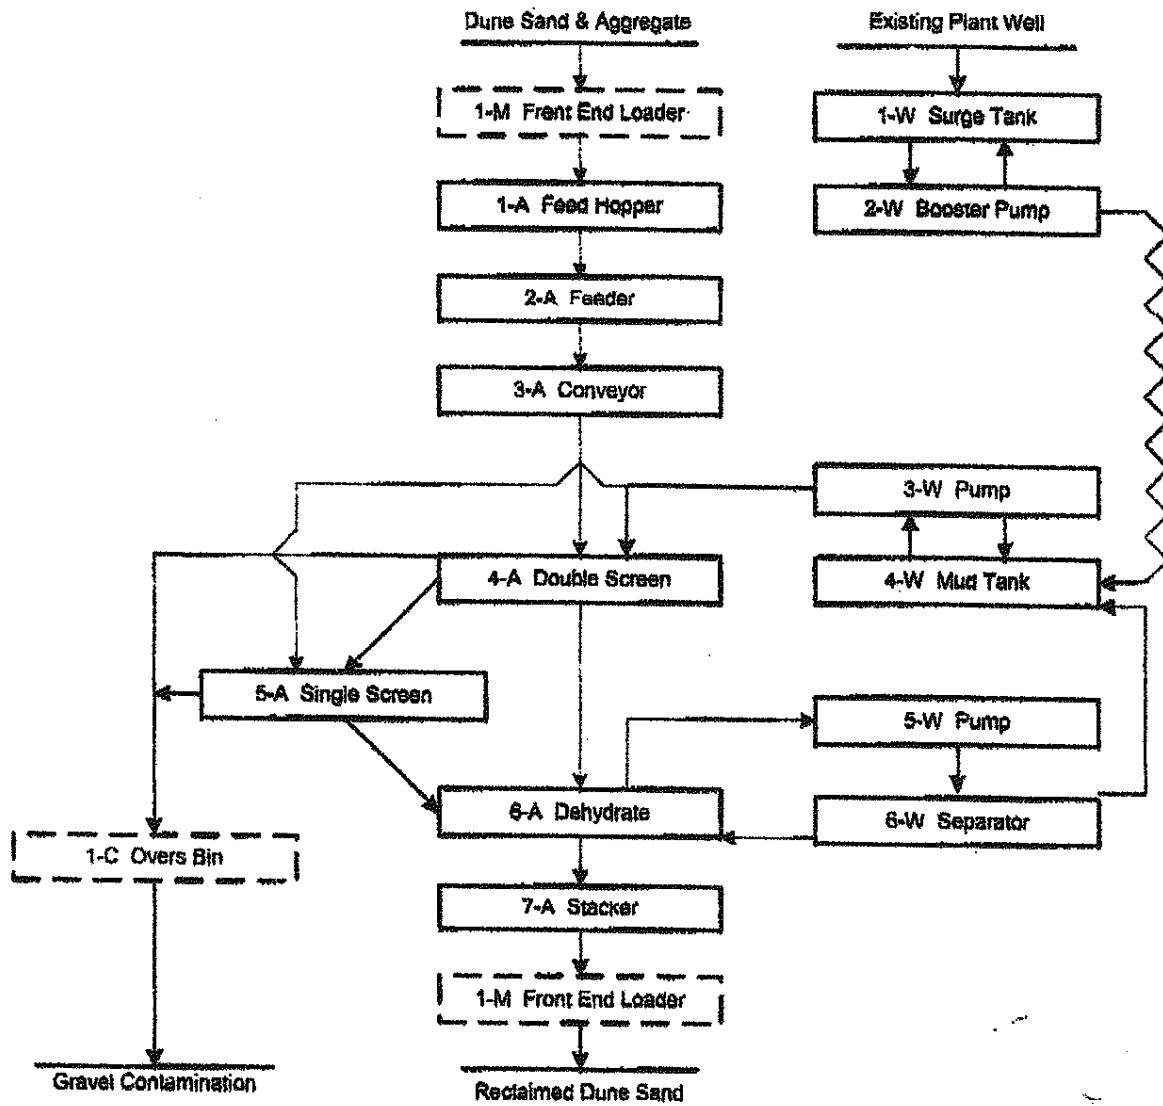 Dune Sand & Aggregate
Existing Plant Well
1-M Front End Loader
1-W Surge Tank
1-A Feed Hopper
2-W Booster Pump
2-A Feeder
3-A Conveyor
3-W Pump
4-A Double Screen
4-W Mud Tank
5-A Single Screen
5-W Pump
6-A Dehydrate
6-W Separator
1-C Overs Bin
7-A Stacker
1-M Front End Loader
Gravel Contamination
Reclaimed Dune Sand